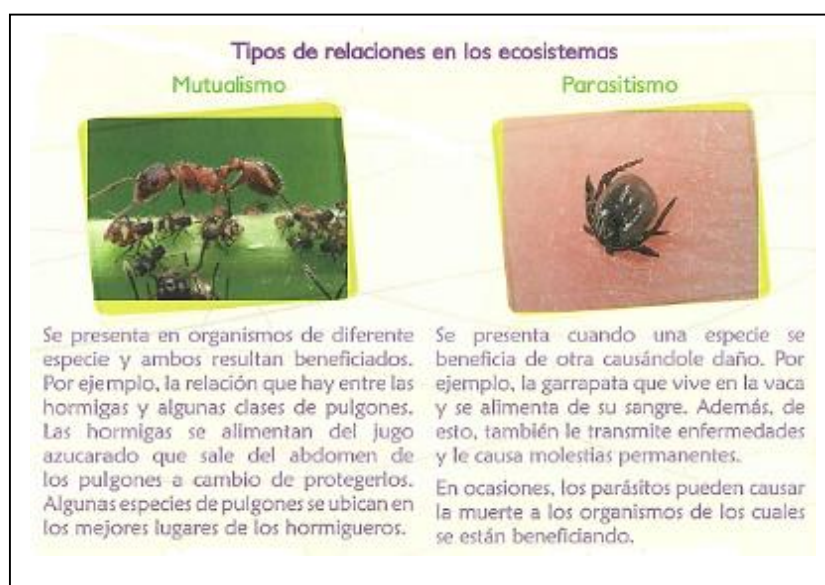 Tipos de relaciones en los ecosistemas
Mutualismo
Se presenta en organismos de diferente
especie y ambos resultan beneficiados.
Por ejemplo, la relación que hay entre las
hormigas y algunas clases de pulgones.
Las hormigas se alimentan del jugo
azucarado que sale del abdomen de
los pulgones a cambio de protegerlos.
Algunas especies de pulgones se ubican en
los mejores lugares de los hormigueros.
Parasitismo
Se presenta cuando una especie se
beneficia de otra causándole daño. Por
ejemplo, la garrapata que vive en la vaca
y se alimenta de su sangre. Además, de
esto, también le transmite enfermedades
y le causa molestias permanentes.
En ocasiones, los parásitos pueden causar
la muerte a los organismos de los cuales
se están beneficiando.